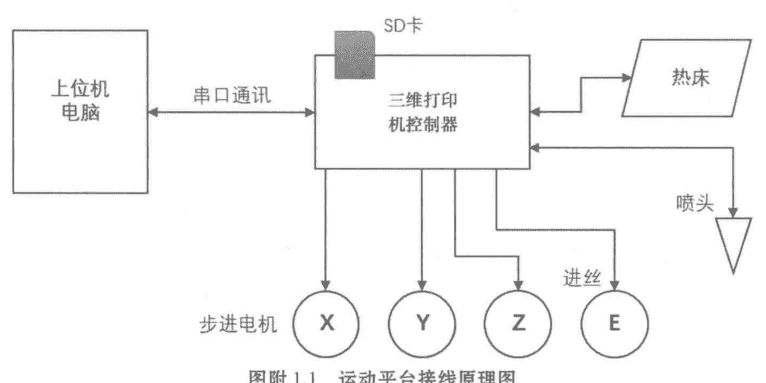 SD卡
上位机
电脑
串口通讯
三维打印
机控制器
热床
喷头
进丝
步进电机
X
Y
Z
E
图附1.1 运动平台接线原理图